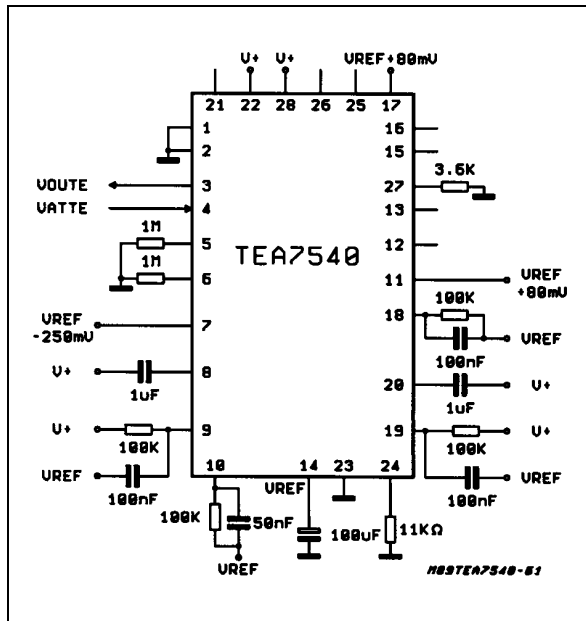 V+ V+ VREF+80mV
21 22 28 26 25 17
1 16
2 15
3.6K
VOUTE 3 27
VATTE 4 13
1M
5 12
TEA7540
1M
6 11 VREF
+80mV
100K
18
VREF
-250mV 7 VREF
100nF
V+ 8 20 V+
1uF 1uF
V+ 9 19 V+
100K 100K
VREF 10 14 23 24 VREF
100nF VREF 100nF
100K 50nF 100uF 11KΩ
VREF
M89TEA7540-61